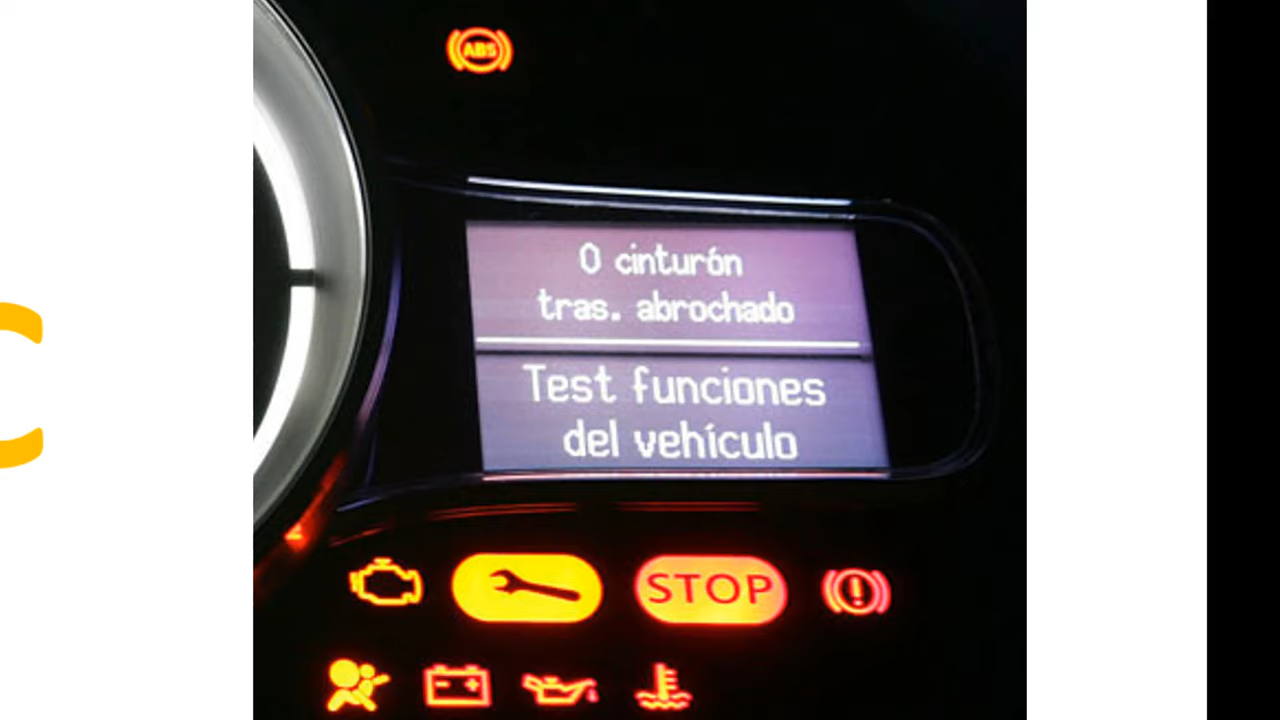 ABS
0 cinturón
tras. abrochado
Test funciones
del vehículo
STOP